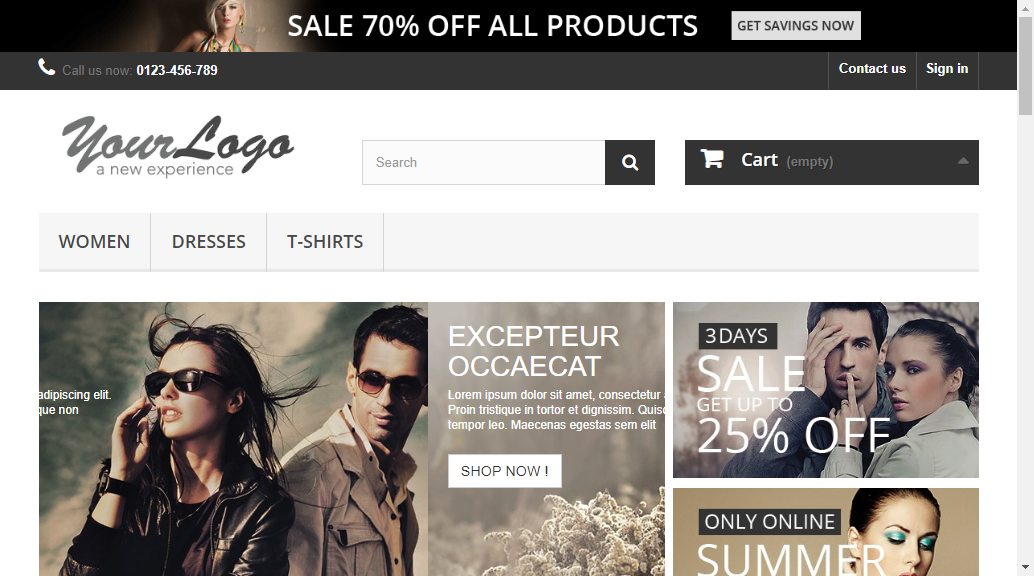 SALE 70% OFF ALL PRODUCTS
GET SAVINGS NOW
Call us now: 0123-456-789
Contact us
Sign in
YourLogo
a new experience
Search
Cart (empty)
WOMEN
DRESSES
T-SHIRTS
adipiscing elit.
que non
EXCEPTEUR
OCCAECAT
Lorem ipsum dolor sit amet, consectetur
Proin tristique in tortor et dignissim. Quisc
tempor leo. Maecenas egestas sem elit
SHOP NOW !
3 DAYS
SALE
GET UP TO
25% OFF
ONLY ONLINE
SUMMER